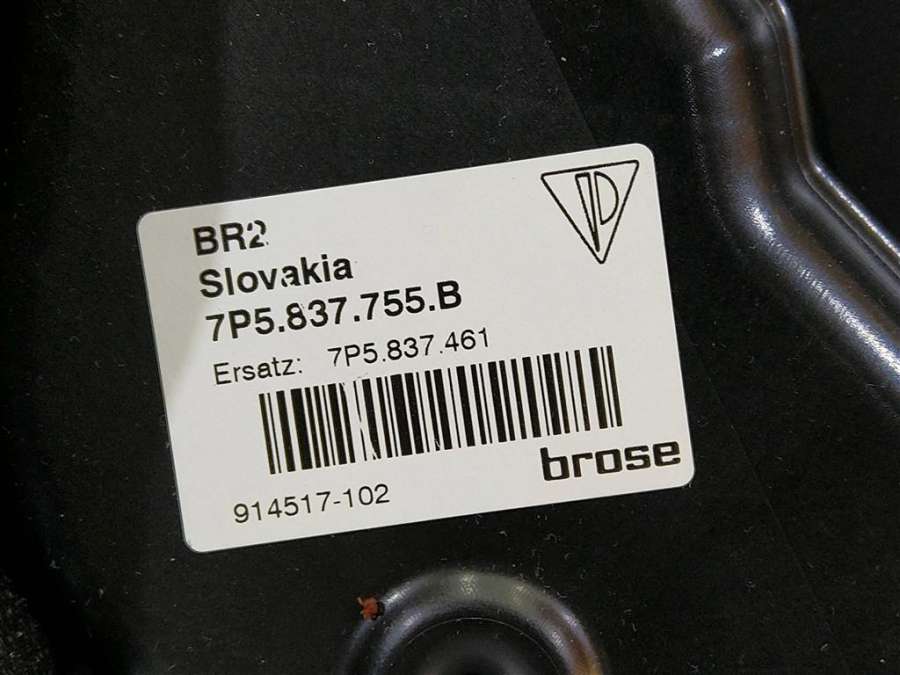 BR2
Slovakia
7P5.837.755.B
Ersatz: 7P5.837.461
brose
914517-102